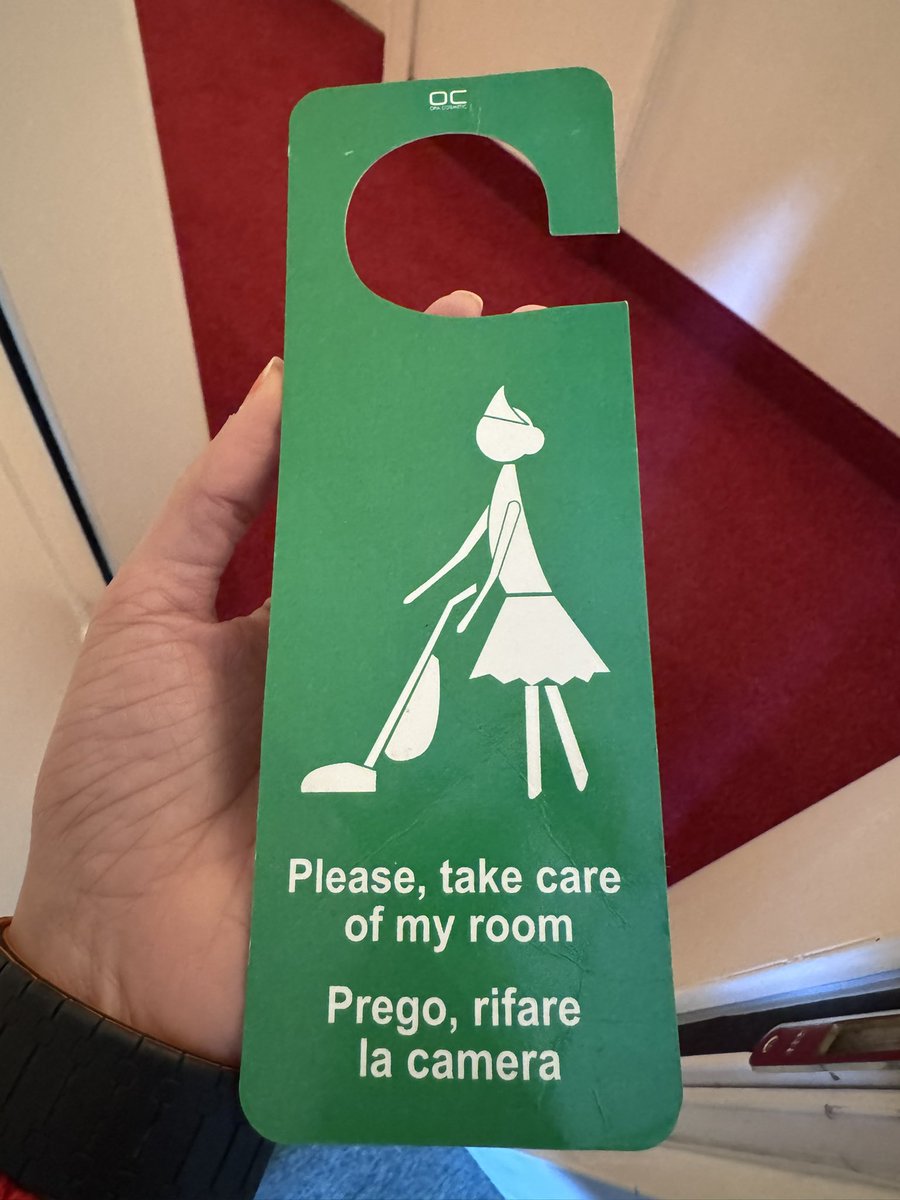 OC
Please, take care
of my room
Prego, rifare
la camera